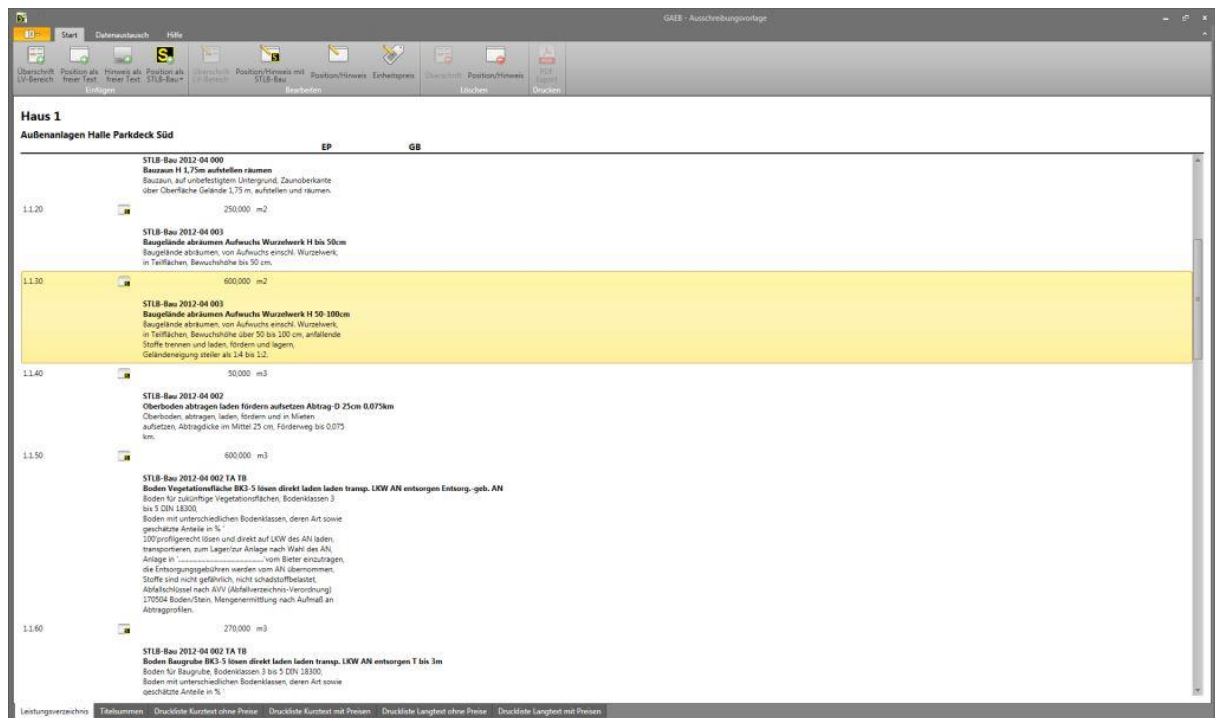 GAEB - Ausschreibungsvorlage
Start Datenaustausch Hilfe
Überschrift LV-Bereich
Position als freier Text
Hinweis als freier Text
Position als STLB-Bau
Überschrift LV-Bereich
Position/Hinweis mit STLB-Bau
Position/Hinweis
Einheitspreis
Überschrift
Position/Hinweis
PDF Export
Einfügen Bearbeiten Löschen Drucken
Haus 1
Außenanlagen Halle Parkdeck Süd
EP GB
STLB-Bau 2012-04 000
Bauzaun H 1,75m aufstellen räumen
Bauzaun, auf unbefestigtem Untergrund, Zaunoberkante
über Oberfläche Gelände 1,75 m, aufstellen und räumen.
1.1.20 250,000 m2
STLB-Bau 2012-04 003
Baugelände abräumen Aufwuchs Wurzelwerk H bis 50cm
Baugelände abräumen, von Aufwuchs einschl. Wurzelwerk,
in Teilflächen, Bewuchshöhe bis 50 cm.
1.1.30 600,000 m2
STLB-Bau 2012-04 003
Baugelände abräumen Aufwuchs Wurzelwerk H 50-100cm
Baugelände abräumen, von Aufwuchs einschl. Wurzelwerk,
in Teilflächen, Bewuchshöhe über 50 bis 100 cm, anfallende
Stoffe trennen und laden, fördern und lagern,
Geländeneigung steiler als 1:4 bis 1:2.
1.1.40 50,000 m3
STLB-Bau 2012-04 002
Oberboden abtragen laden fördern aufsetzen Abtrag-D 25cm 0,075km
Oberboden, abtragen, laden, fördern und in Mieten
aufsetzen, Abtragdicke im Mittel 25 cm, Förderweg bis 0,075
km.
1.1.50 600,000 m3
STLB-Bau 2012-04 002 TA TB
Boden Vegetationsfläche BK3-5 lösen direkt laden laden transp. LKW AN entsorgen Entsorg.-geb. AN
Boden für zukünftige Vegetationsflächen, Bodenklassen 3
bis 5 DIN 18300,
Boden mit unterschiedlichen Bodenklassen, deren Art sowie
geschätzte Anteile in % '
100'profilgerecht lösen und direkt auf LKW des AN laden,
transportieren, zum Lager/zur Anlage nach Wahl des AN,
Anlage in '........................................'vom Bieter einzutragen,
die Entsorgungsgebühren werden vom AN übernommen,
Stoffe sind nicht gefährlich, nicht schadstoffbelastet,
Abfallschlüssel nach AVV (Abfallverzeichnis-Verordnung)
170504 Boden/Stein, Mengenermittlung nach Aufmaß an
Abtragprofilen.
1.1.60 270,000 m3
STLB-Bau 2012-04 002 TA TB
Boden Baugrube BK3-5 lösen direkt laden laden transp. LKW AN entsorgen T bis 3m
Boden für Baugrube, Bodenklassen 3 bis 5 DIN 18300,
Boden mit unterschiedlichen Bodenklassen, deren Art sowie
geschätzte Anteile in % '
Leistungsverzeichnis Titelsummen Druckliste Kurztext ohne Preise Druckliste Kurztext mit Preisen Druckliste Langtext ohne Preise Druckliste Langtext mit Preisen